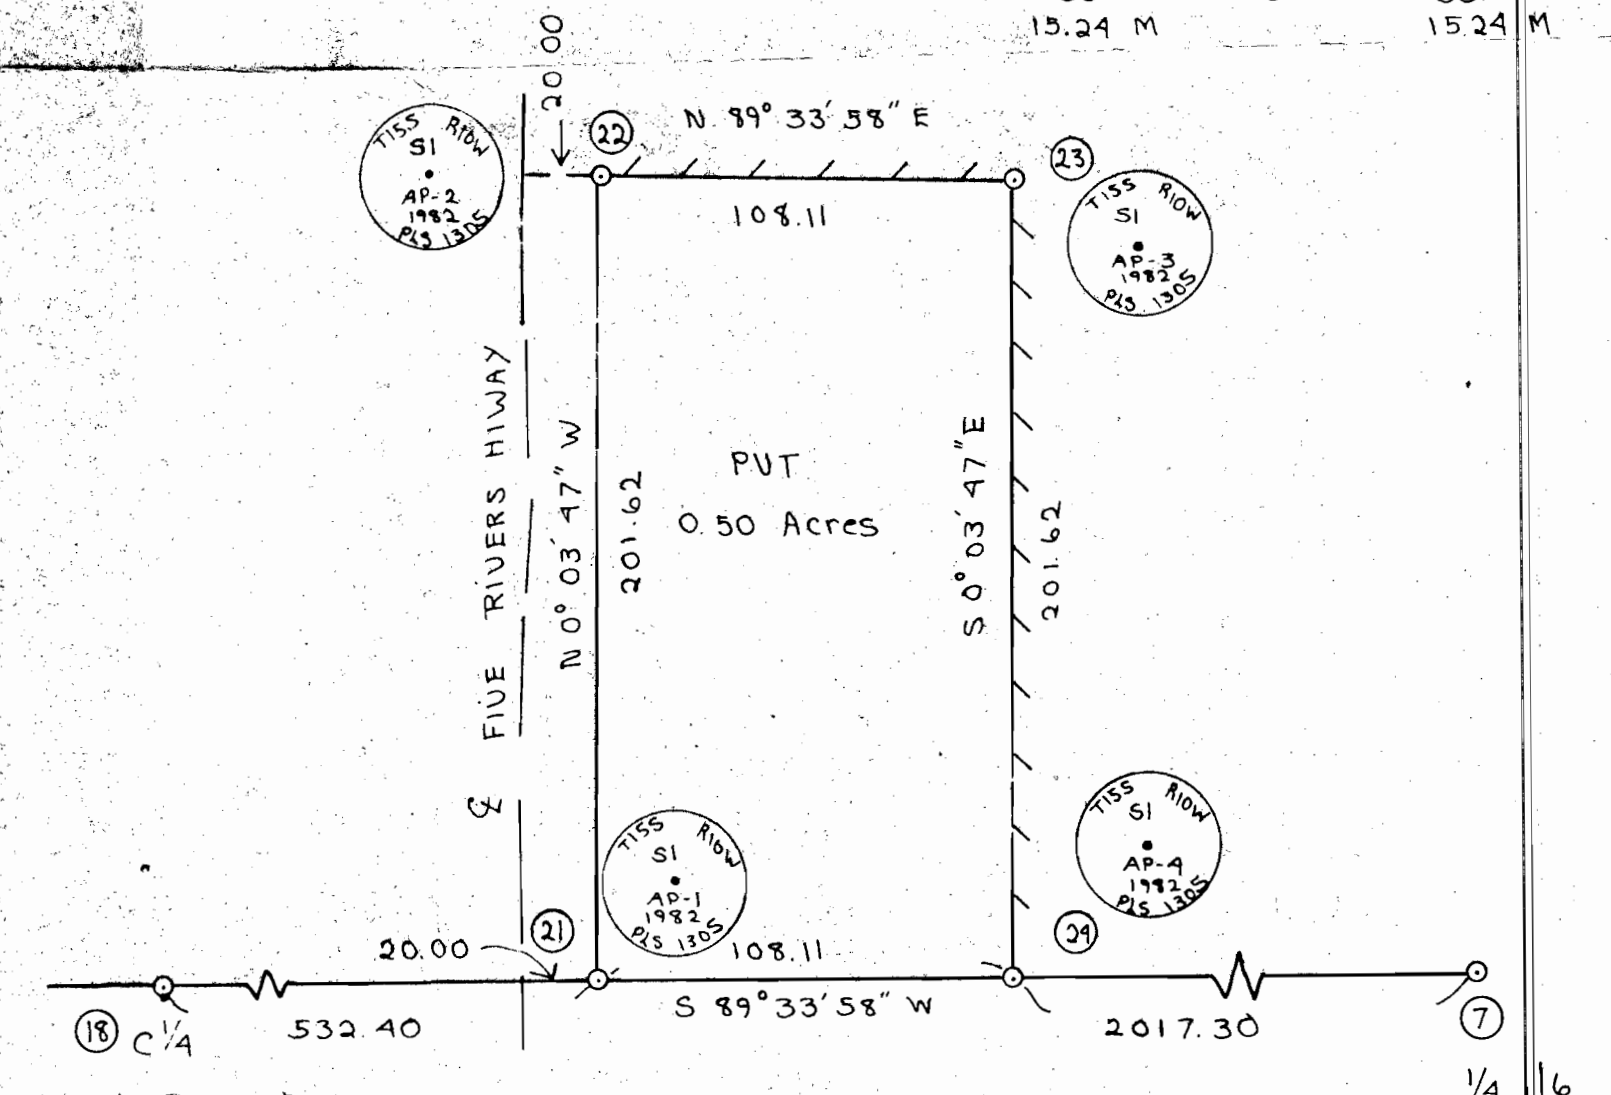 15.24 M
15.24 M
20.00
N 89° 33' 58" E
22
23
T15S R10W
S1
AP-2
1982
PLS 1305
108.11
T15S R10W
S1
AP-3
1982
PLS 1305
℄ FIVE RIVERS HIWAY
N 0° 03' 47" W
201.62
PVT
0.50 Acres
S 0° 03' 47" E
201.62
T15S R10W
S1
AP-1
1982
PLS 1305
T15S R10W
S1
AP-4
1982
PLS 1305
21
24
20.00
108.11
S 89° 33' 58" W
18
C 1/4
532.40
2017.30
7
1/4
6